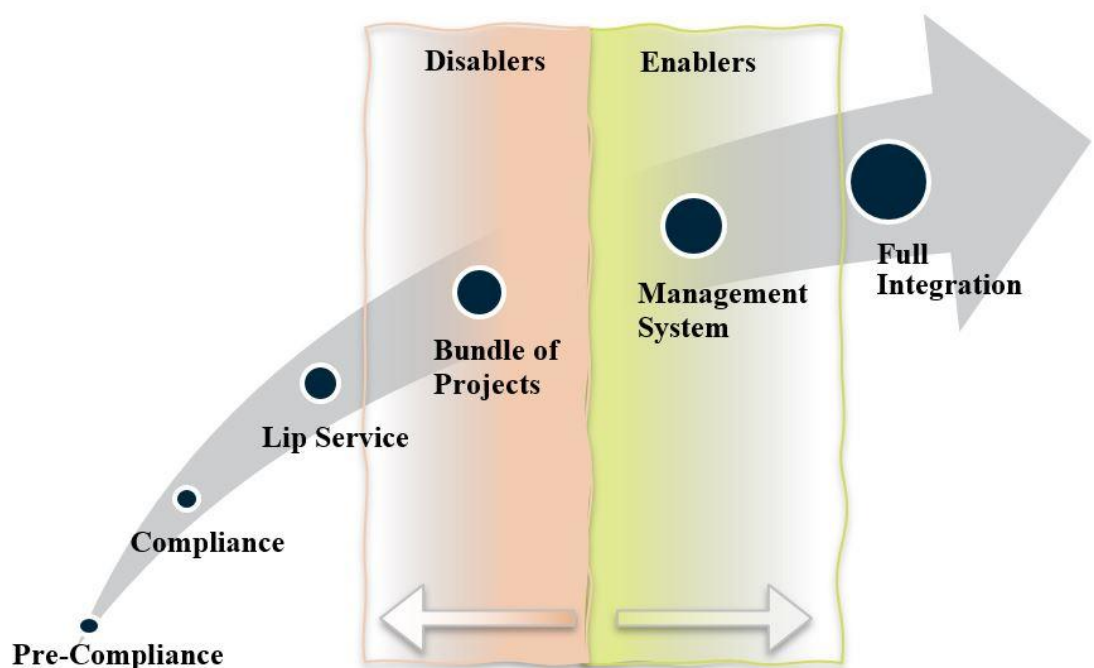 Disablers
Enablers
Full
Integration
Management
System
Bundle of
Projects
Lip Service
Compliance
Pre-Compliance